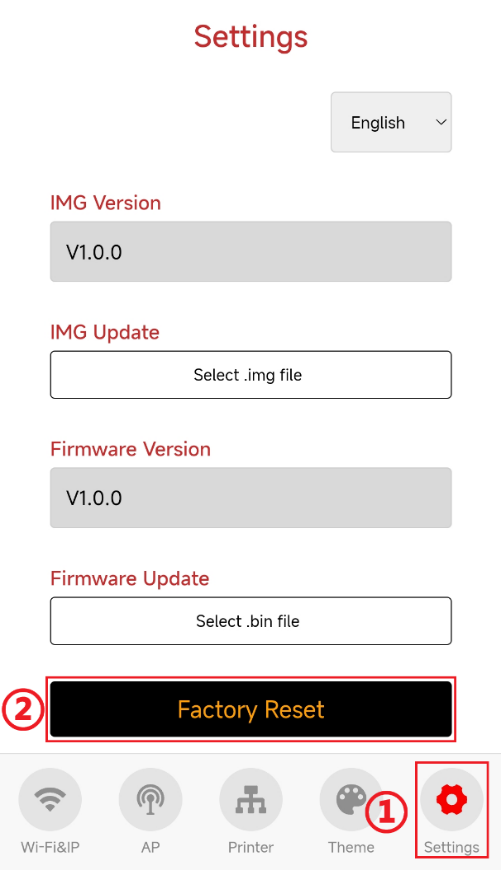 Settings
English
IMG Version
V1.0.0
IMG Update
Select .img file
Firmware Version
V1.0.0
Firmware Update
Select .bin file
② Factory Reset
①
Wi-Fi&IP AP Printer Theme Settings